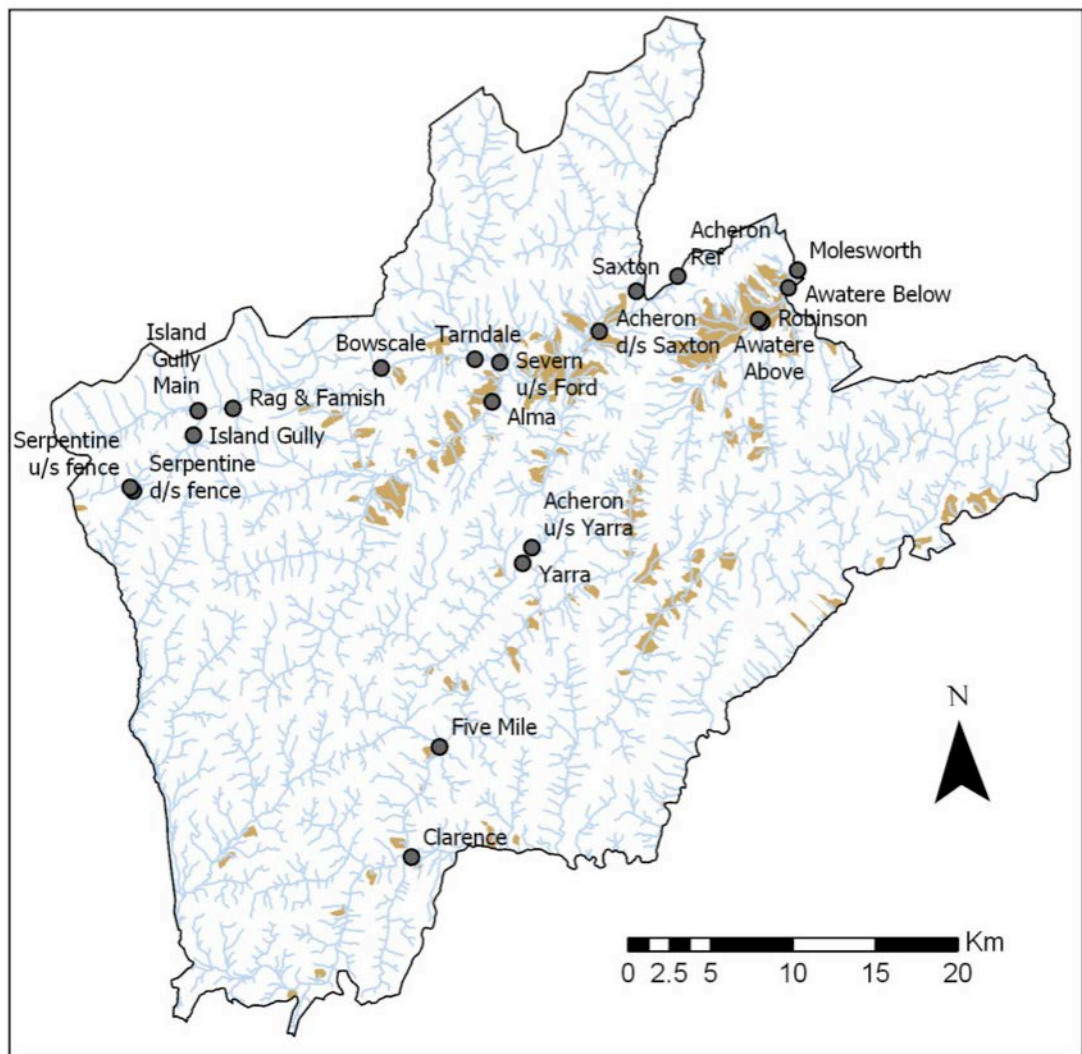 Acheron
Ref
Molesworth
Saxton
Awatere Below
Robinson
Acheron
d/s Saxton
Awatere
Above
Island
Gully
Main
Bowscale
Tarndale
Severn
u/s Ford
Alma
Rag & Famish
Island Gully
Serpentine
u/s fence
Serpentine
d/s fence
Acheron
u/s Yarra
Yarra
Five Mile
N
Clarence
Km
0 2.5 5 10 15 20